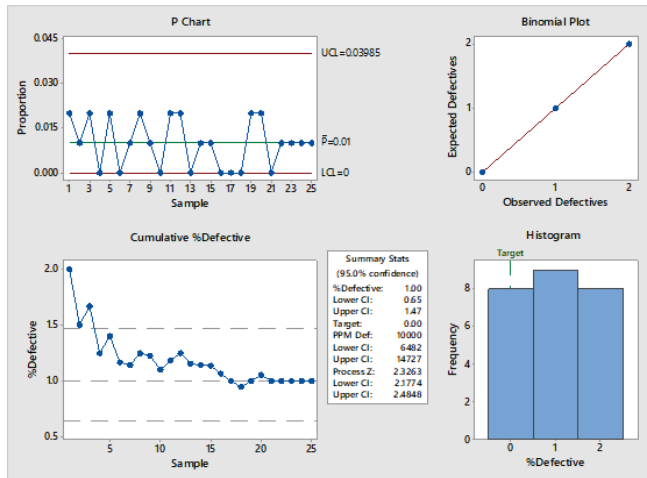 P Chart
0.045
0.030
0.015
0.000
Proportion
UCL=0.03985
P̄=0.01
LCL=0
1 3 5 7 9 11 13 15 17 19 21 23 25
Sample
Binomial Plot
2
1
0
Expected Defectives
0 1 2
Observed Defectives
Cumulative %Defective
2.0
1.5
1.0
0.5
%Defective
5 10 15 20 25
Sample
Summary Stats
(95.0% confidence)
%Defective: 1.00
Lower CI: 0.65
Upper CI: 1.47
Target: 0.00
PPM Def: 10000
Lower CI: 6482
Upper CI: 14727
Process Z: 2.3263
Lower CI: 2.1774
Upper CI: 2.4848
Histogram
Target
8
6
4
2
0
Frequency
0 1 2
%Defective